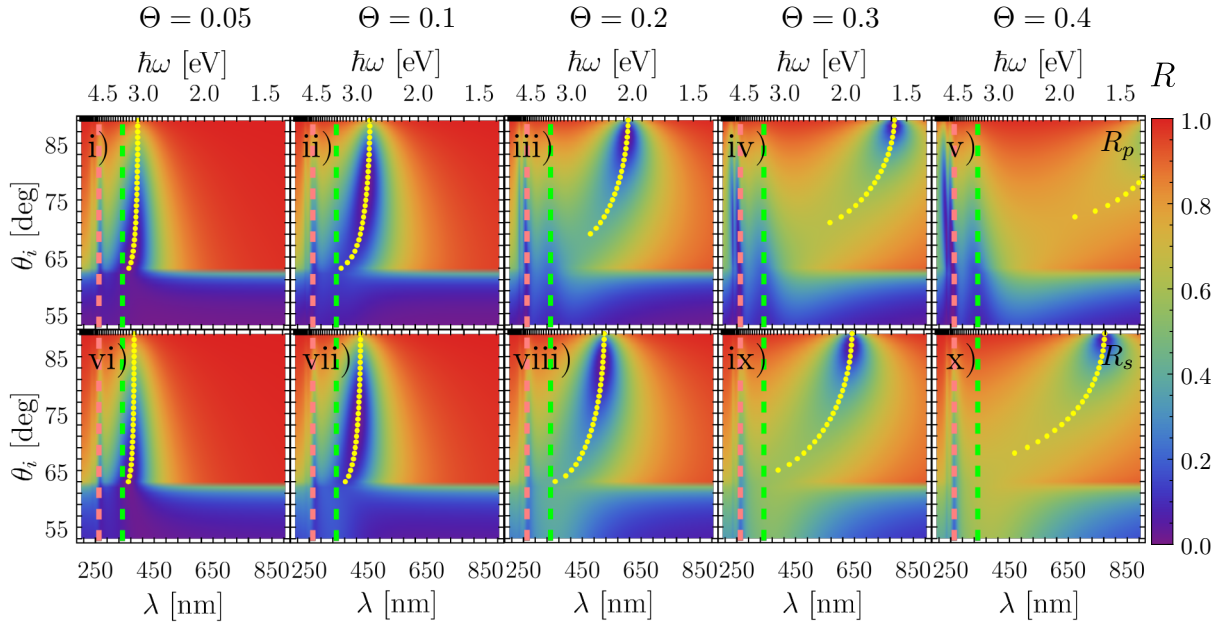 Θ = 0.05 Θ = 0.1 Θ = 0.2 Θ = 0.3 Θ = 0.4
ħω [eV] ħω [eV] ħω [eV] ħω [eV] ħω [eV] R
4.5 3.0 2.0 1.5 4.5 3.0 2.0 1.5 4.5 3.0 2.0 1.5 4.5 3.0 2.0 1.5 4.5 3.0 2.0 1.5
i) ii) iii) iv) v) R_p
θ_i [deg] 85 75 65 55
vi) vii) viii) ix) x) R_s
θ_i [deg] 85 75 65 55
1.0
0.8
0.6
0.4
0.2
0.0
250 450 650 850 250 450 650 850 250 450 650 850 250 450 650 850 250 450 650 850
λ [nm] λ [nm] λ [nm] λ [nm] λ [nm]